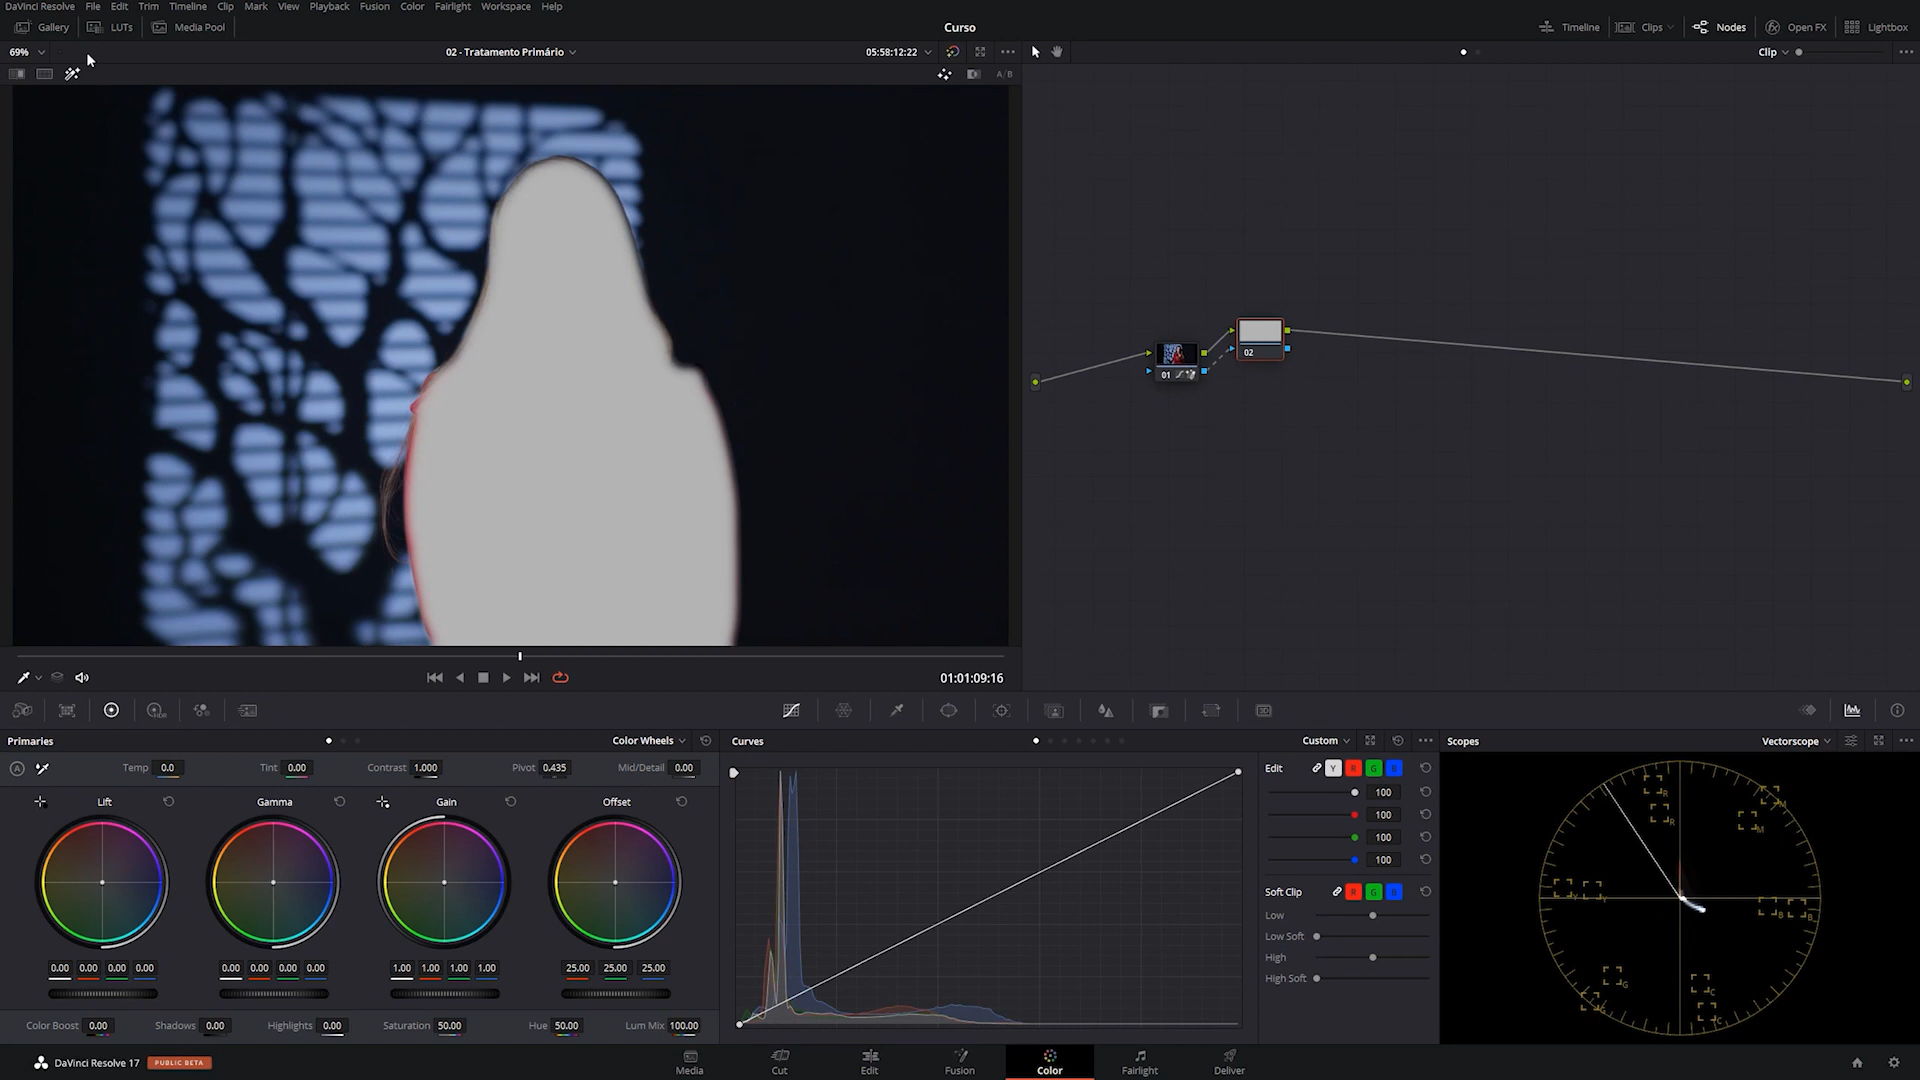 DaVinci Resolve File Edit Trim Timeline Clip Mark View Playback Fusion Color Fairlight Workspace Help
Gallery LUTs Media Pool Curso Timeline Clips Nodes Open FX Lightbox
69% 02 - Tratamento Primário 05:58:12:22 Clip
A/B
02
01
01:01:09:16
HDR
3D
Primaries Color Wheels Curves Custom Scopes Vectorscope
A Temp 0.0 Tint 0.00 Contrast 1.000 Pivot 0.435 Mid/Detail 0.00 Edit Y R G B
Lift Gamma Gain Offset
100
100
100
100
Soft Clip R G B
Low
Low Soft
High
High Soft
R
R
M
M
Y
Y
B
B
G
G
C
C
0.00 0.00 0.00 0.00 0.00 0.00 0.00 0.00 1.00 1.00 1.00 1.00 25.00 25.00 25.00
Color Boost 0.00 Shadows 0.00 Highlights 0.00 Saturation 50.00 Hue 50.00 Lum Mix 100.00
DaVinci Resolve 17 PUBLIC BETA Media Cut Edit Fusion Color Fairlight Deliver